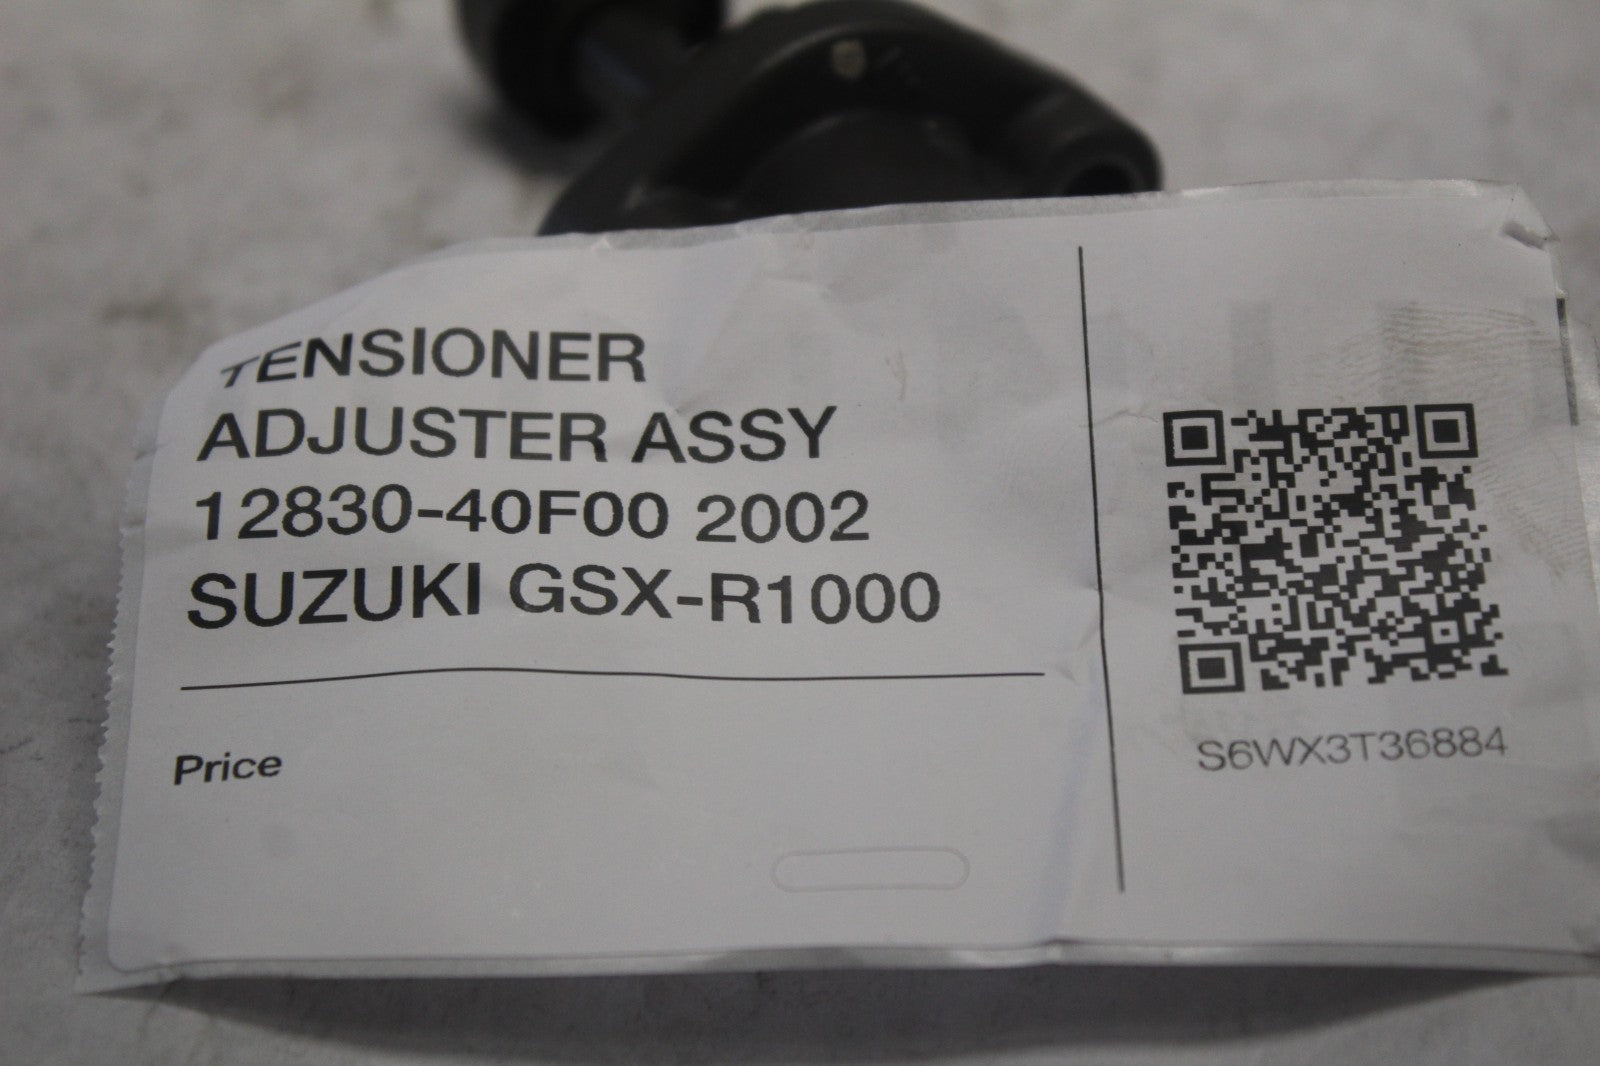 TENSIONER
ADJUSTER ASSY
12830-40F00 2002
SUZUKI GSX-R1000
Price
S6WX3T36884